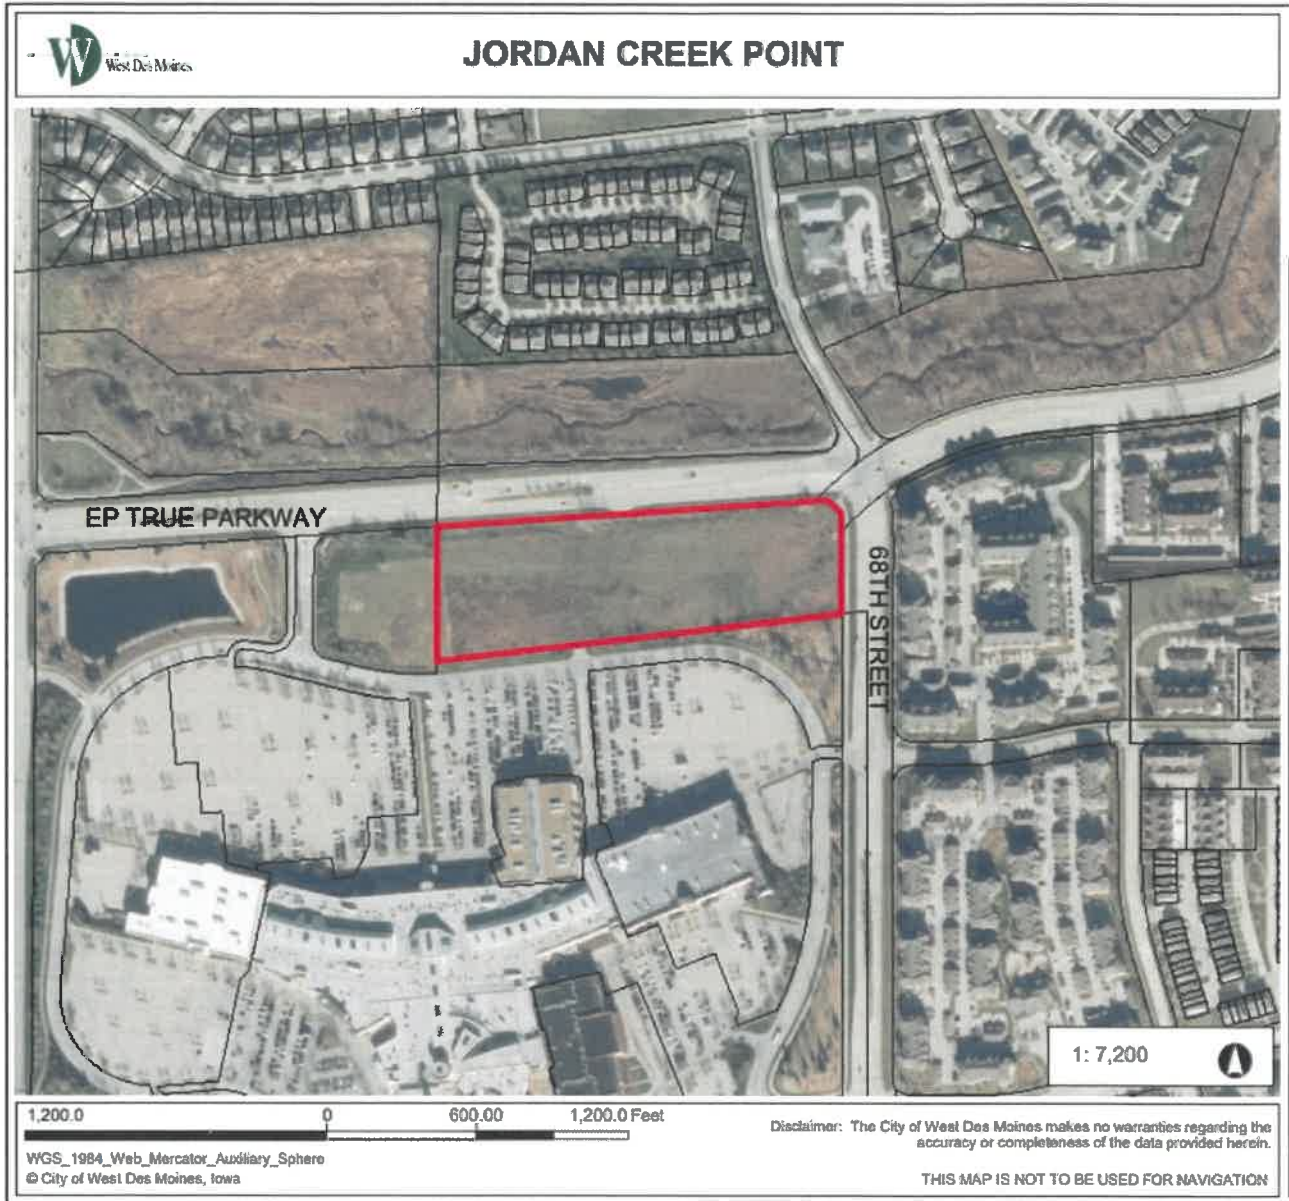 West Des Moines
JORDAN CREEK POINT
EP TRUE PARKWAY
68TH STREET
1: 7,200
1,200.0 0 600.00 1,200.0 Feet
WGS_1984_Web_Mercator_Auxiliary_Sphere
© City of West Des Moines, Iowa
Disclaimer: The City of West Des Moines makes no warranties regarding the
accuracy or completeness of the data provided herein.
THIS MAP IS NOT TO BE USED FOR NAVIGATION